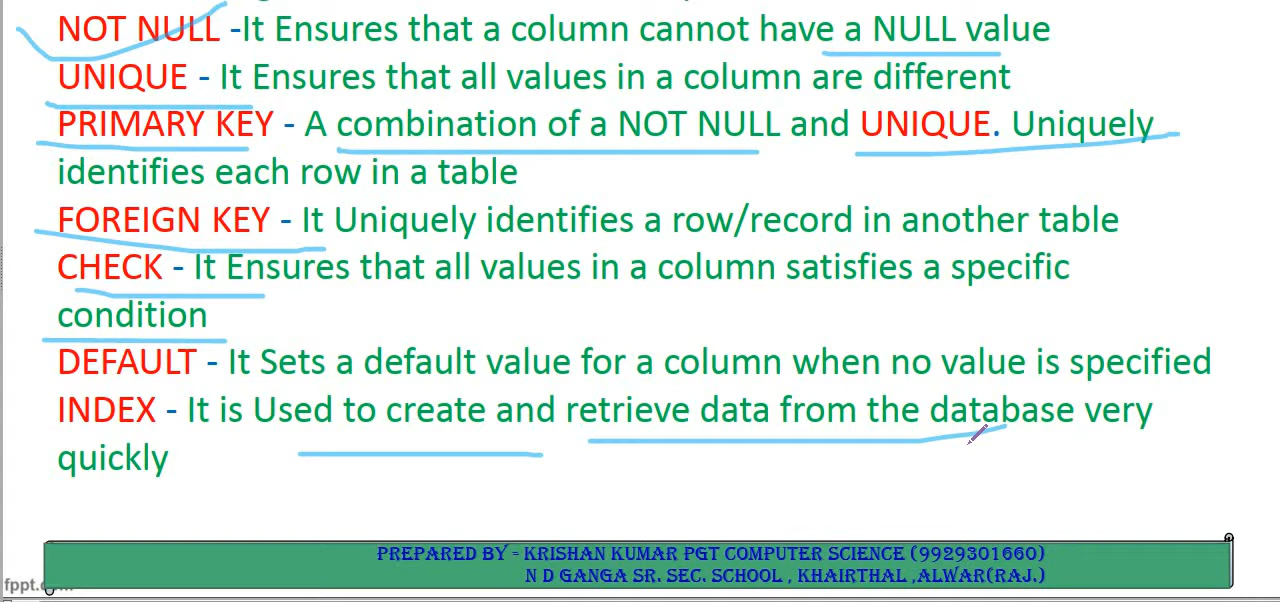 NOT NULL -It Ensures that a column cannot have a NULL value
UNIQUE - It Ensures that all values in a column are different
PRIMARY KEY - A combination of a NOT NULL and UNIQUE. Uniquely
identifies each row in a table
FOREIGN KEY - It Uniquely identifies a row/record in another table
CHECK - It Ensures that all values in a column satisfies a specific
condition
DEFAULT - It Sets a default value for a column when no value is specified
INDEX - It is Used to create and retrieve data from the database very
quickly
PREPARED BY - KRISHAN KUMAR PGT COMPUTER SCIENCE (9929301660)
N D GANGA SR. SEC. SCHOOL , KHAIRTHAL ,ALWAR(RAJ.)